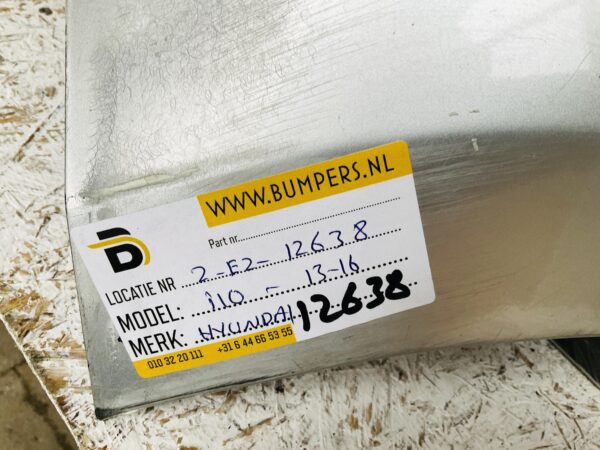 WWW.BUMPERS.NL
Part nr.
LOCATIE NR 2-E2-12638
MODEL: i10 - 13-16
MERK: HYUNDAI 12638
010 32 20 111 +31 6 44 66 53 55